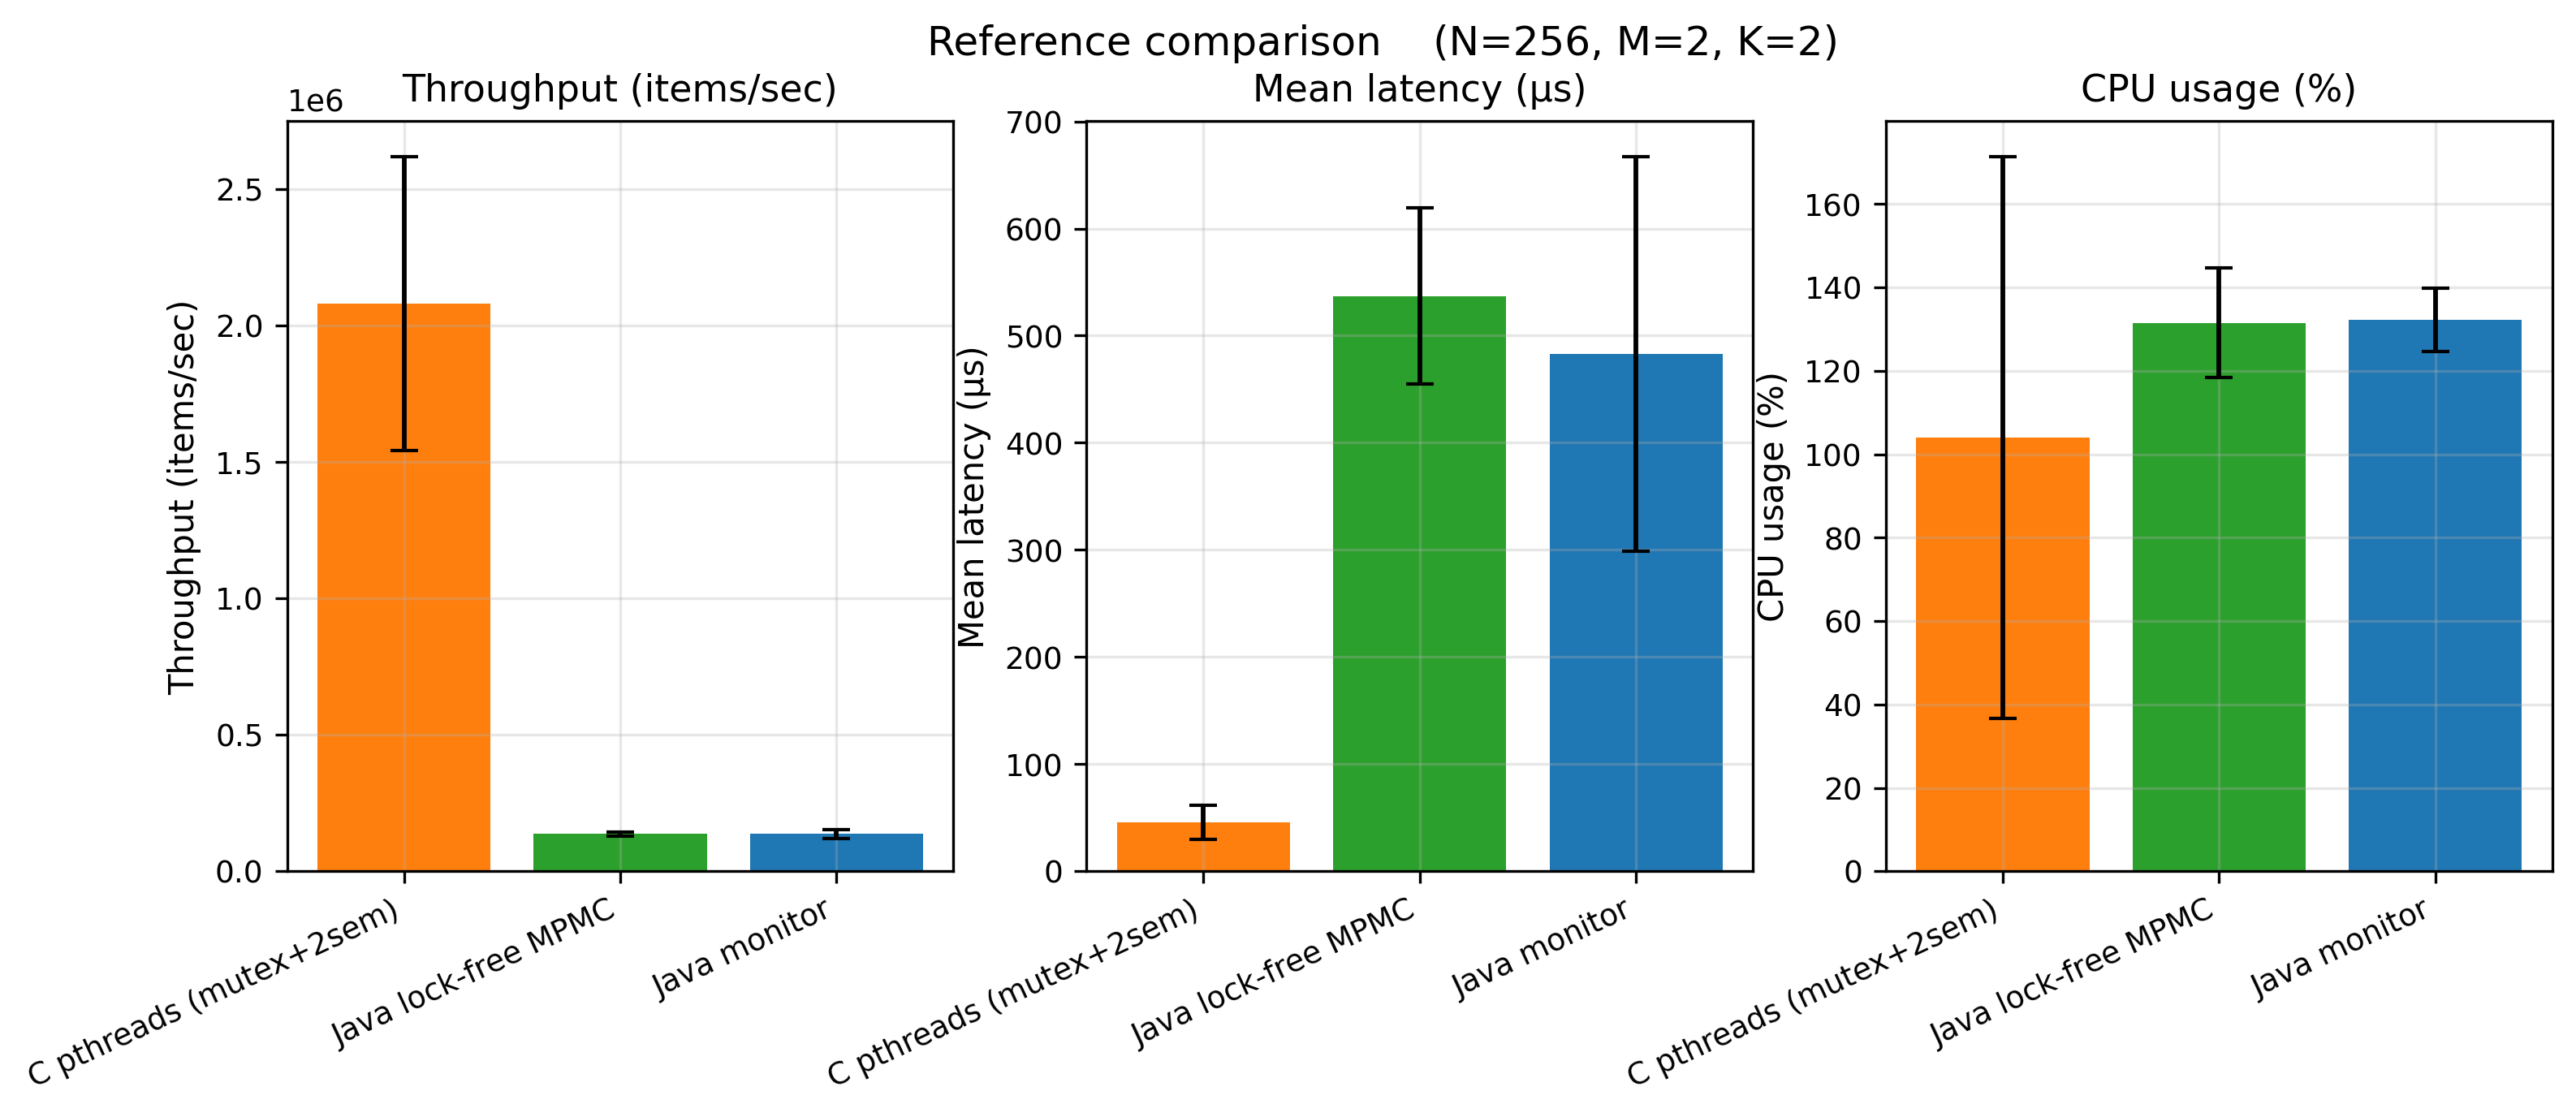 Reference comparison    (N=256, M=2, K=2)
Throughput (items/sec)
1e6
Throughput (items/sec)
2.5
2.0
1.5
1.0
0.5
0.0
C pthreads (mutex+2sem)
Java lock-free MPMC
Java monitor
Mean latency (µs)
Mean latency (µs)
700
600
500
400
300
200
100
0
C pthreads (mutex+2sem)
Java lock-free MPMC
Java monitor
CPU usage (%)
CPU usage (%)
160
140
120
100
80
60
40
20
0
C pthreads (mutex+2sem)
Java lock-free MPMC
Java monitor